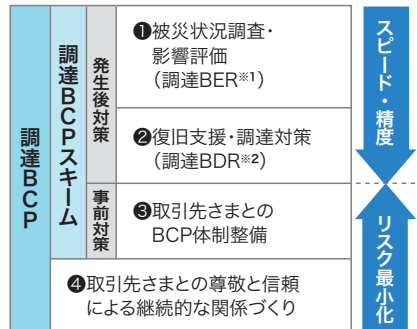 調達BCP
調達BCPスキーム
発生後対策
❶被災状況調査・
影響評価
（調達BER※1）
❷復旧支援・調達対策
（調達BDR※2）
事前対策
❸取引先さまとの
BCP体制整備
❹取引先さまとの尊敬と信頼
による継続的な関係づくり
スピード・精度
リスク最小化